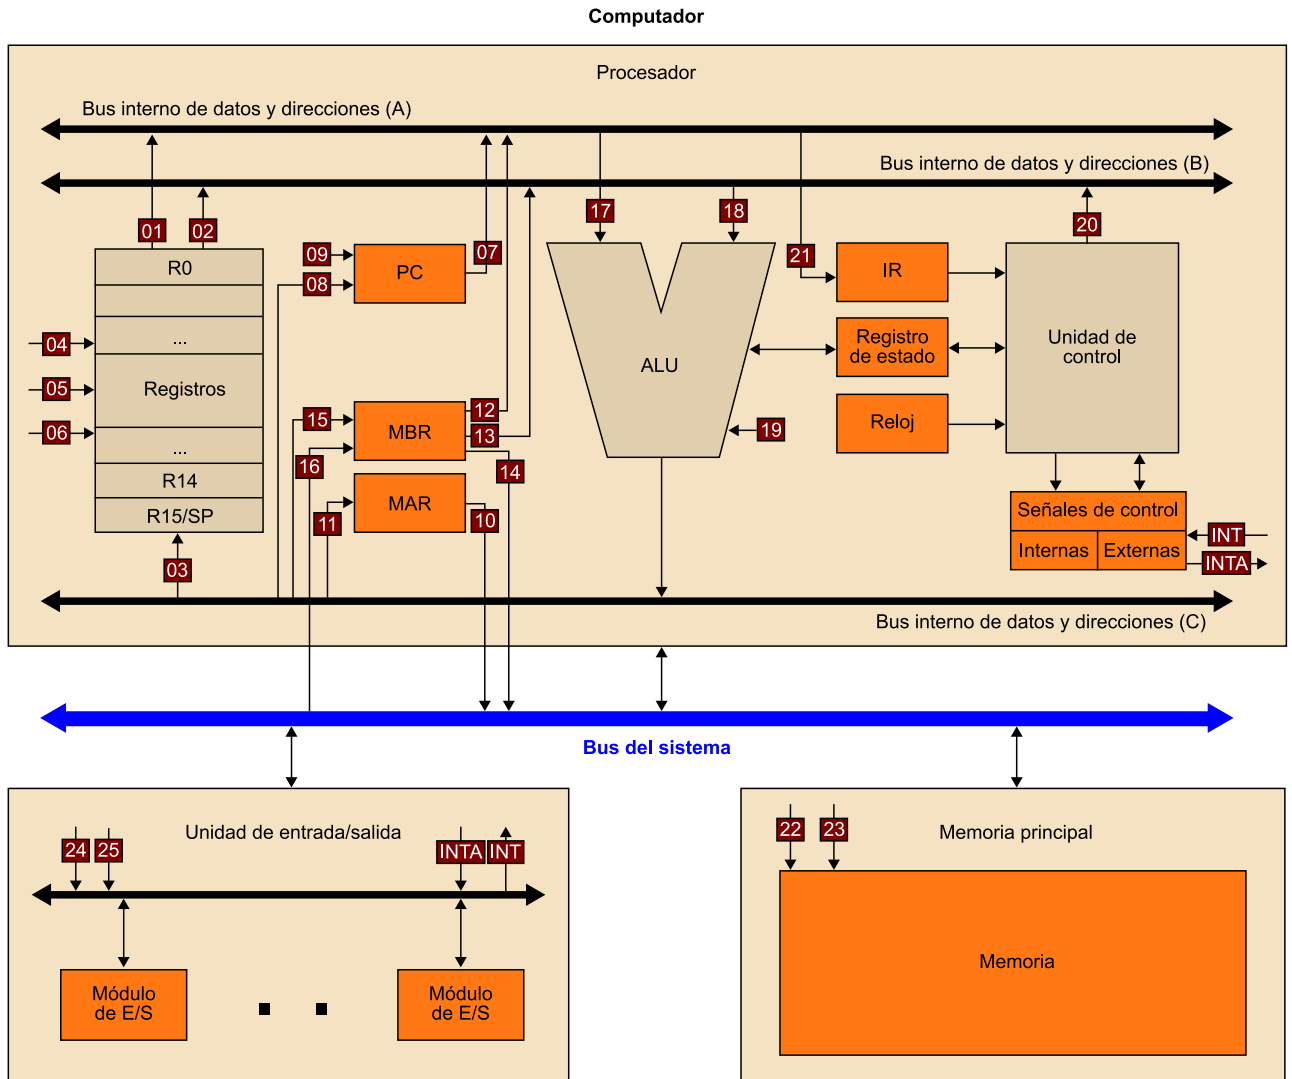 Computador
Procesador
Bus interno de datos y direcciones (A)
Bus interno de datos y direcciones (B)
01
02
17
18
20
09
08
07
21
R0
PC
IR
04
...
Registro
de estado
Unidad de
control
ALU
05
Registros
15
12
06
16
MBR
13
14
19
Reloj
...
R14
11
MAR
10
R15/SP
Señales de control
Internas
Externas
INT
INTA
03
Bus interno de datos y direcciones (C)
Bus del sistema
24
25
Unidad de entrada/salida
INTA
INT
22
23
Memoria principal
Módulo
de E/S
Módulo
de E/S
Memoria